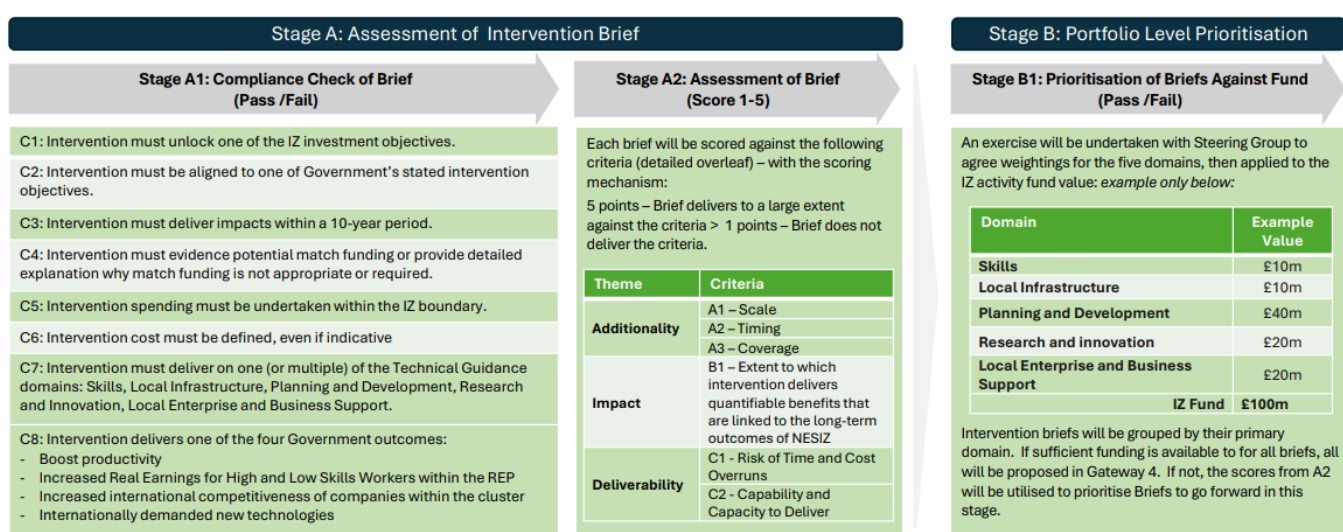 Stage A: Assessment of Intervention Brief
Stage A1: Compliance Check of Brief
(Pass /Fail)
C1: Intervention must unlock one of the IZ investment objectives.
C2: Intervention must be aligned to one of Government's stated intervention
objectives.
C3: Intervention must deliver impacts within a 10-year period.
C4: Intervention must evidence potential match funding or provide detailed
explanation why match funding is not appropriate or required.
C5: Intervention spending must be undertaken within the IZ boundary.
C6: Intervention cost must be defined, even if indicative
C7: Intervention must deliver on one (or multiple) of the Technical Guidance
domains: Skills, Local Infrastructure, Planning and Development, Research
and Innovation, Local Enterprise and Business Support.
C8: Intervention delivers one of the four Government outcomes:
- Boost productivity
- Increased Real Earnings for High and Low Skills Workers within the REP
- Increased international competitiveness of companies within the cluster
- Internationally demanded new technologies
Stage A2: Assessment of Brief
(Score 1-5)
Each brief will be scored against the following
criteria (detailed overleaf) – with the scoring
mechanism:
5 points – Brief delivers to a large extent
against the criteria > 1 points – Brief does not
deliver the criteria.
Theme Criteria
Additionality
A1 – Scale
A2 – Timing
A3 – Coverage
Impact
B1 – Extent to which
intervention delivers
quantifiable benefits that
are linked to the long-term
outcomes of NESIZ
Deliverability
C1 - Risk of Time and Cost
Overruns
C2 - Capability and
Capacity to Deliver
Stage B: Portfolio Level Prioritisation
Stage B1: Prioritisation of Briefs Against Fund
(Pass /Fail)
An exercise will be undertaken with Steering Group to
agree weightings for the five domains, then applied to the
IZ activity fund value: example only below:
Domain Example
Value
Skills £10m
Local Infrastructure £10m
Planning and Development £40m
Research and innovation £20m
Local Enterprise and Business
Support £20m
IZ Fund £100m
Intervention briefs will be grouped by their primary
domain. If sufficient funding is available to for all briefs, all
will be proposed in Gateway 4. If not, the scores from A2
will be utilised to prioritise Briefs to go forward in this
stage.